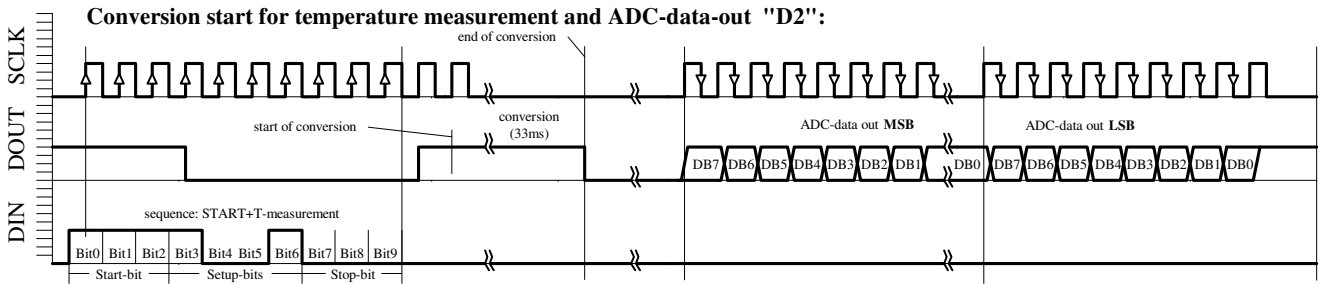 Conversion start for temperature measurement and ADC-data-out "D2":
end of conversion
SCLK
DOUT
start of conversion
conversion
(33ms)
ADC-data out MSB
ADC-data out LSB
DB7 DB6 DB5 DB4 DB3 DB2 DB1 DB0 DB7 DB6 DB5 DB4 DB3 DB2 DB1 DB0
DIN
sequence: START+T-measurement
Bit0 Bit1 Bit2 Bit3 Bit4 Bit5 Bit6 Bit7 Bit8 Bit9
Start-bit Setup-bits Stop-bit